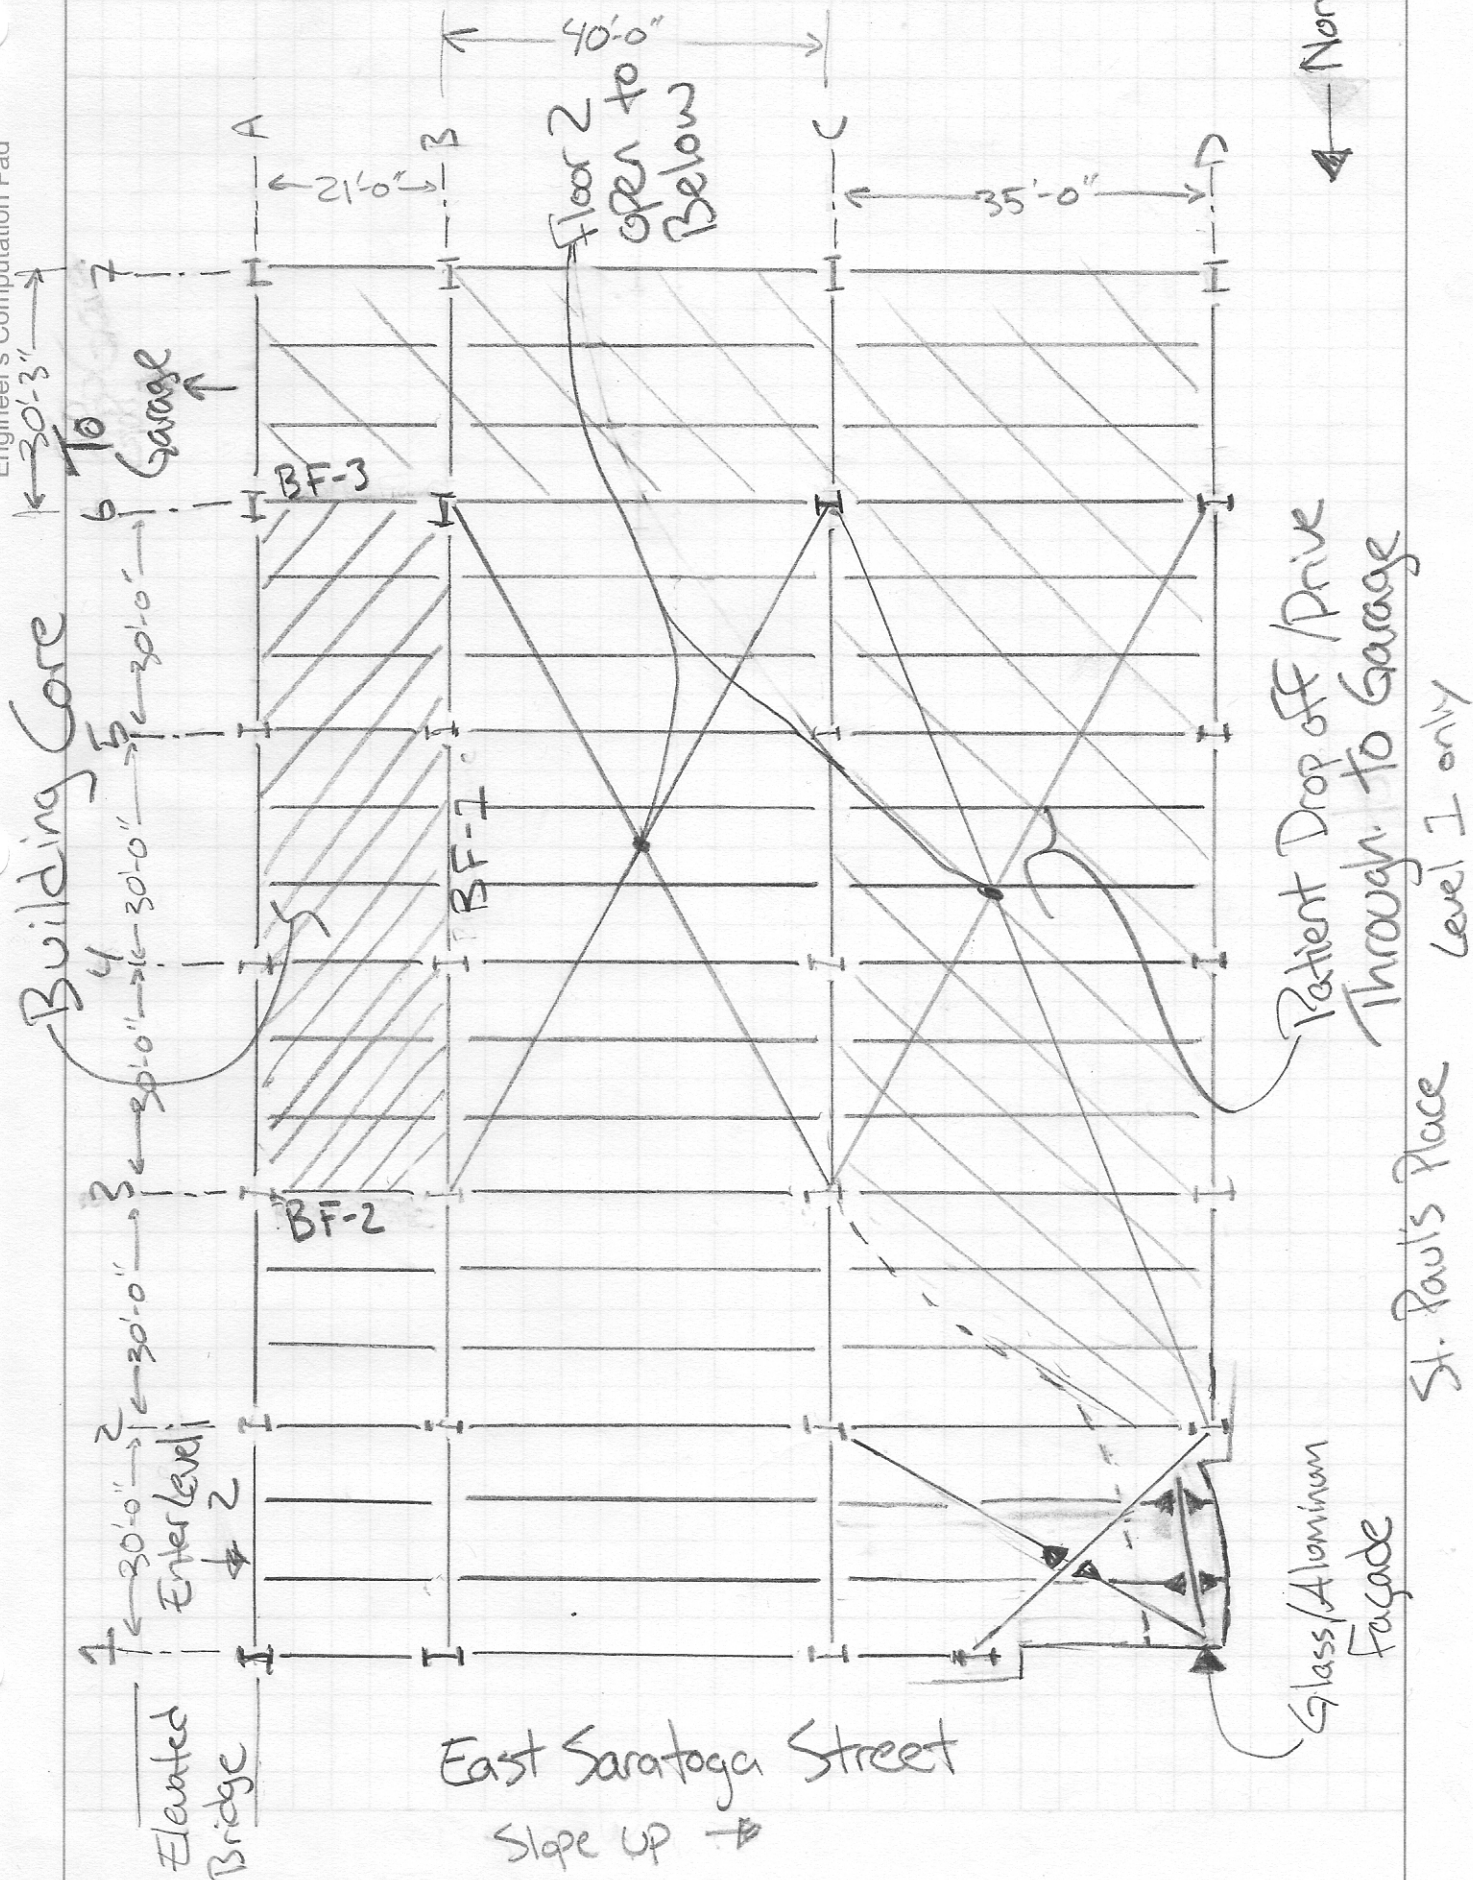 40'-0"
Nor
Engineer's Computation Pad
A
B
C
D
21'-0"
35'-0"
Floor 2
open to
Below
30'-3"
7
To
Garage
6
BF-3
30'-0"
Building Core
5
30'-0"
BF-1
4
30'-0"
3
BF-2
30'-0"
2
30'-0"
Enter Level
2
1
Patient Drop off / Drive
Through to Garage
Level 1 only
St. Paul's Place
Glass/Aluminum
Façade
Elevated
Bridge
East Saratoga Street
Slope up